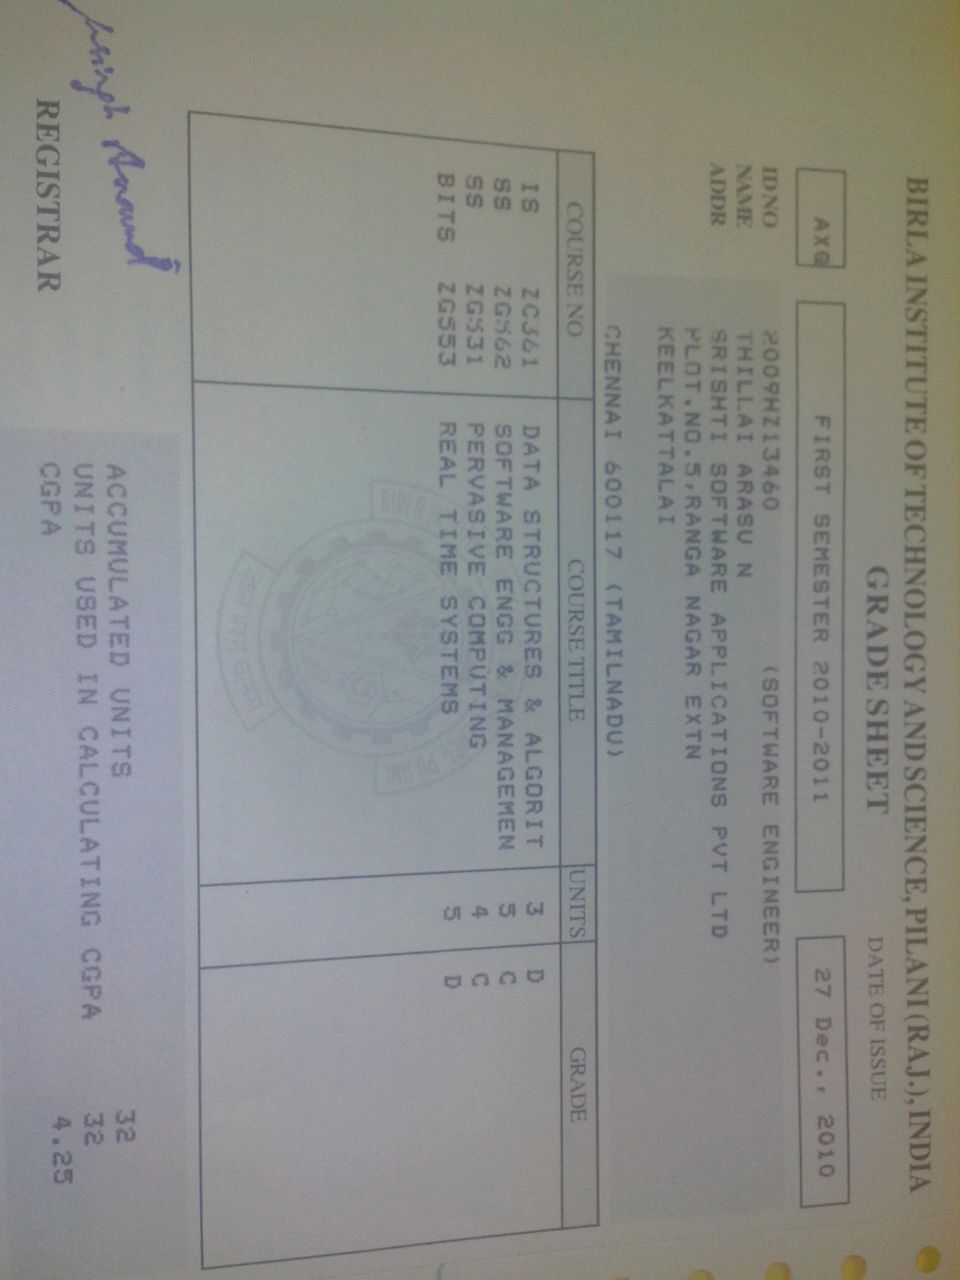 BIRLA INSTITUTE OF TECHNOLOGY AND SCIENCE, PILANI (RAJ.), INDIA
GRADE SHEET
DATE OF ISSUE
AXG FIRST SEMESTER 2010-2011 27 Dec., 2010
IDNO 2009HZ13460 (SOFTWARE ENGINEER)
NAME THILLAI ARASU N
ADDR SRISHTI SOFTWARE APPLICATIONS PVT LTD
PLOT.NO.5,RANGA NAGAR EXTN
KEELKATTALAI
CHENNAI 600117 (TAMILNADU)
COURSE NO COURSE TITLE UNITS GRADE
IS ZC361 DATA STRUCTURES & ALGORIT 3 D
SS ZG562 SOFTWARE ENGG & MANAGEMEN 5 C
SS ZG531 PERVASIVE COMPUTING 4 C
BITS ZG553 REAL TIME SYSTEMS 5 D
ACCUMULATED UNITS 32
UNITS USED IN CALCULATING CGPA 32
CGPA 4.25
REGISTRAR